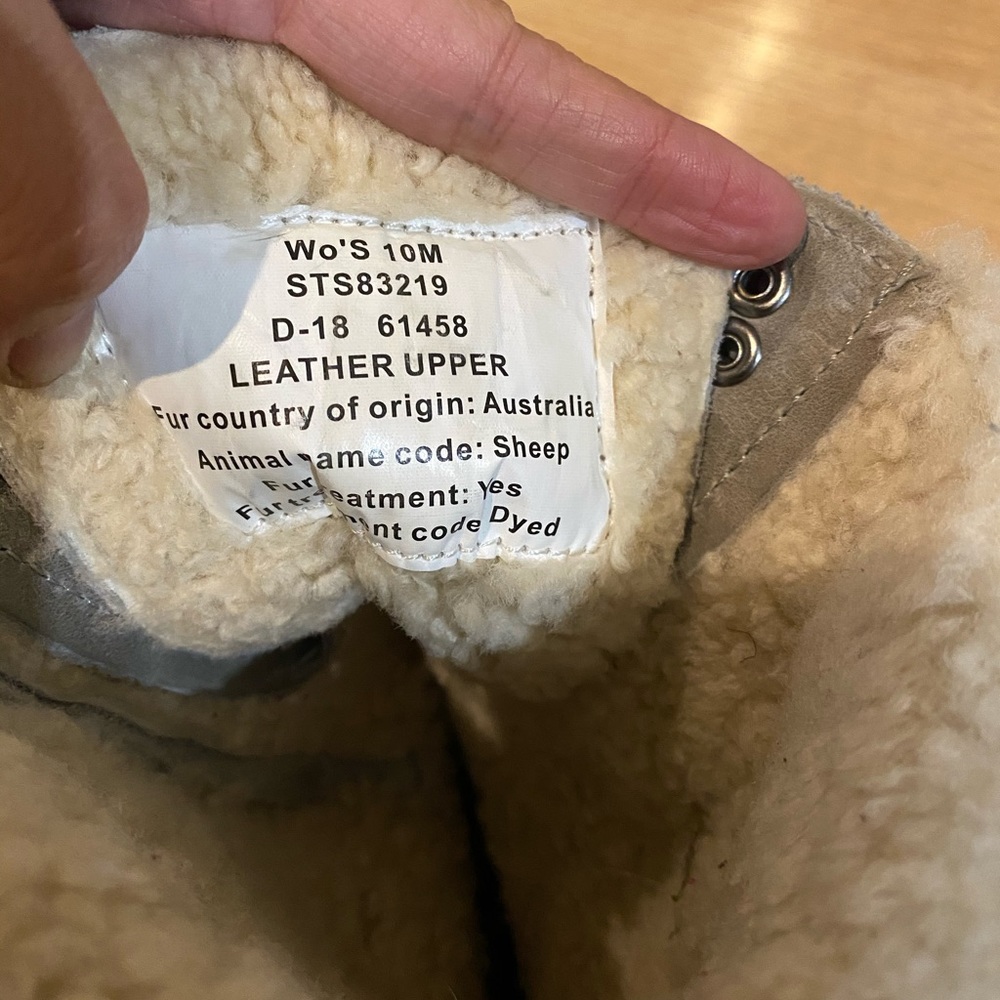 Wo'S 10M
STS83219
D-18 61458
LEATHER UPPER
Fur country of origin: Australia
Animal name code: Sheep
Fur treatment: Yes
Fur code Dyed